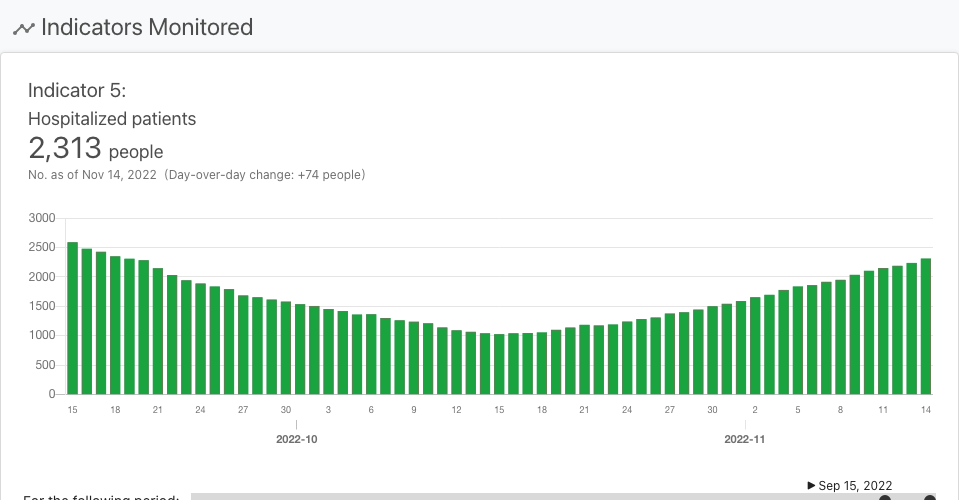 Indicators Monitored
Indicator 5:
Hospitalized patients
2,313 people
No. as of Nov 14, 2022 (Day-over-day change: +74 people)
3000
2500
2000
1500
1000
500
0
15 18 21 24 27 30 3 6 9 12 15 18 21 24 27 30 2 5 8 11 14
2022-10 2022-11
▶ Sep 15, 2022
For the following period: